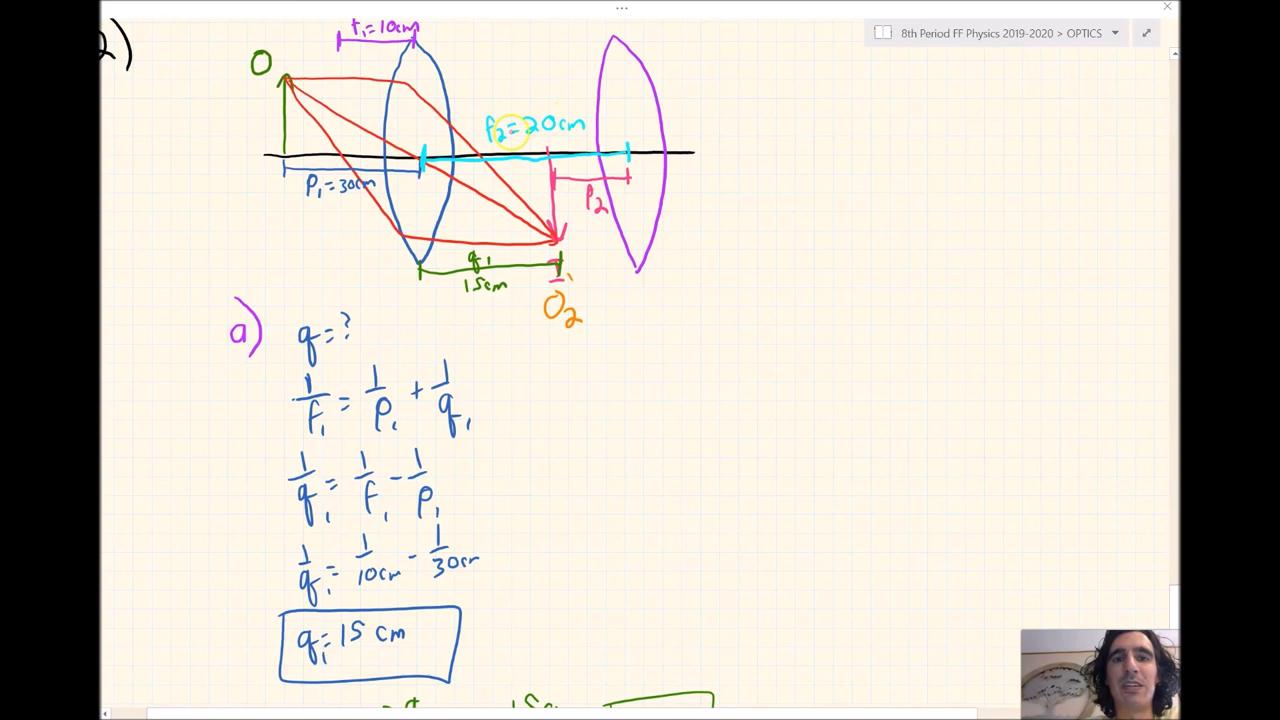 ...
8th Period FF Physics 2019-2020 > OPTICS
2)
f₁=10cm
O
f₂=20cm
P₁=30cm
P₂
q₁
15cm
I₁
O₂
a)
q=?
1/f₁ = 1/P₁ + 1/q₁
1/q₁ = 1/f₁ - 1/P₁
1/q₁ = 1/10cm - 1/30cm
q₁=15 cm